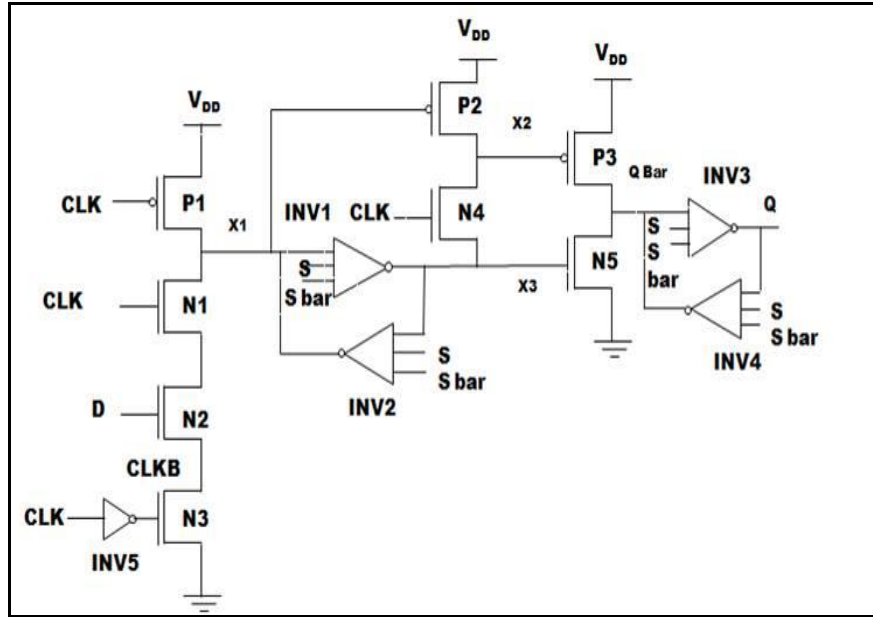 VDD
VDD
VDD
P2
X2
P3
CLK
P1
Q Bar
INV3
X1
INV1
CLK
N4
Q
S
S
S
bar
CLK
N1
S bar
X3
N5
S
S bar
S
S bar
INV4
D
N2
INV2
CLKB
CLK
N3
INV5